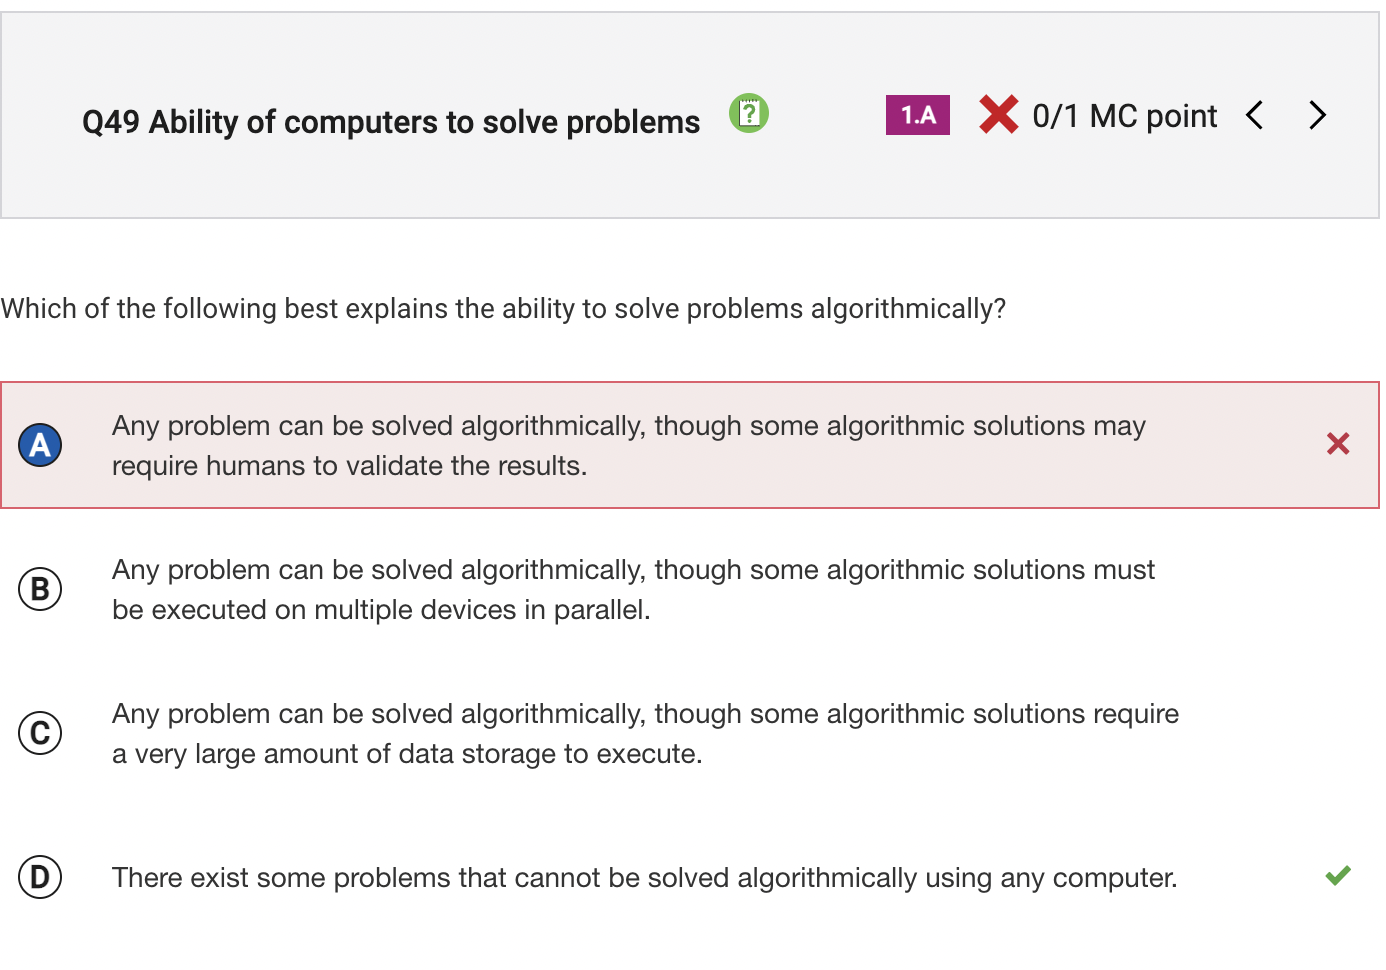 Q49 Ability of computers to solve problems ? 1.A 0/1 MC point
Which of the following best explains the ability to solve problems algorithmically?
A Any problem can be solved algorithmically, though some algorithmic solutions may
require humans to validate the results.
B Any problem can be solved algorithmically, though some algorithmic solutions must
be executed on multiple devices in parallel.
C Any problem can be solved algorithmically, though some algorithmic solutions require
a very large amount of data storage to execute.
D There exist some problems that cannot be solved algorithmically using any computer.